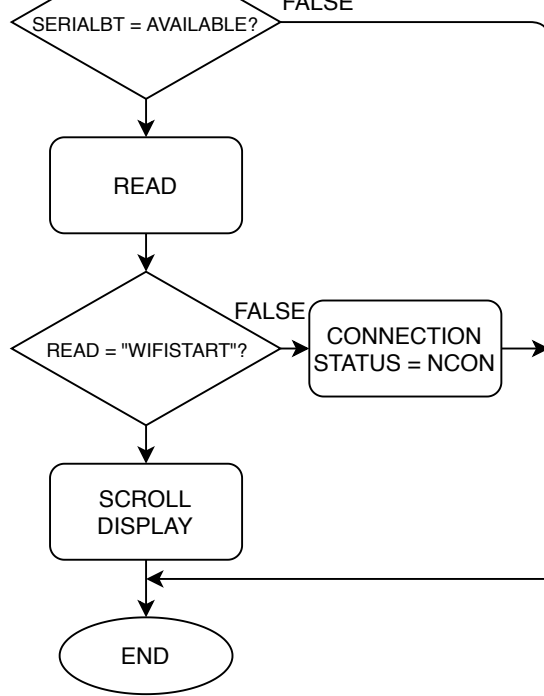 FALSE
SERIALBT = AVAILABLE?
READ
FALSE
READ = "WIFISTART"?
CONNECTION
STATUS = NCON
SCROLL
DISPLAY
END